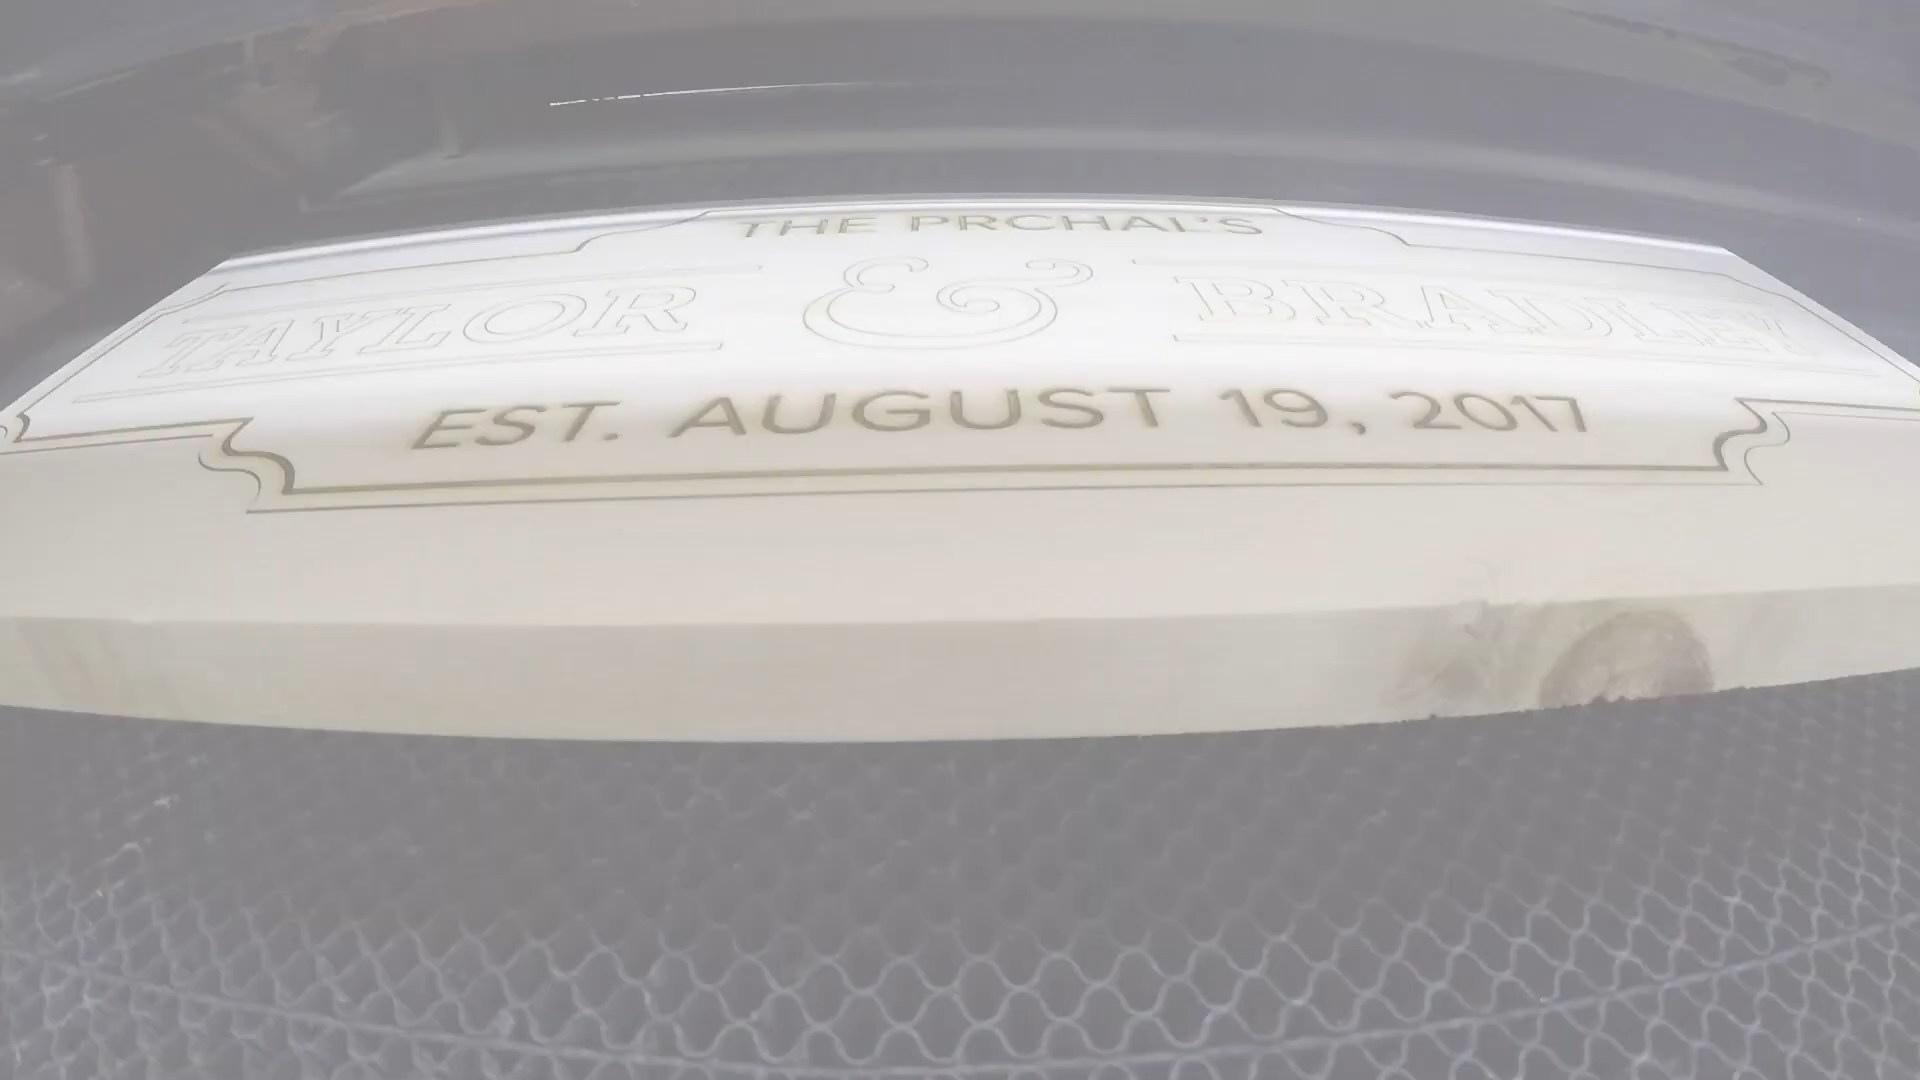 THE PRCHAL'S
TAYLOR & BRADLEY
EST. AUGUST 19, 2017